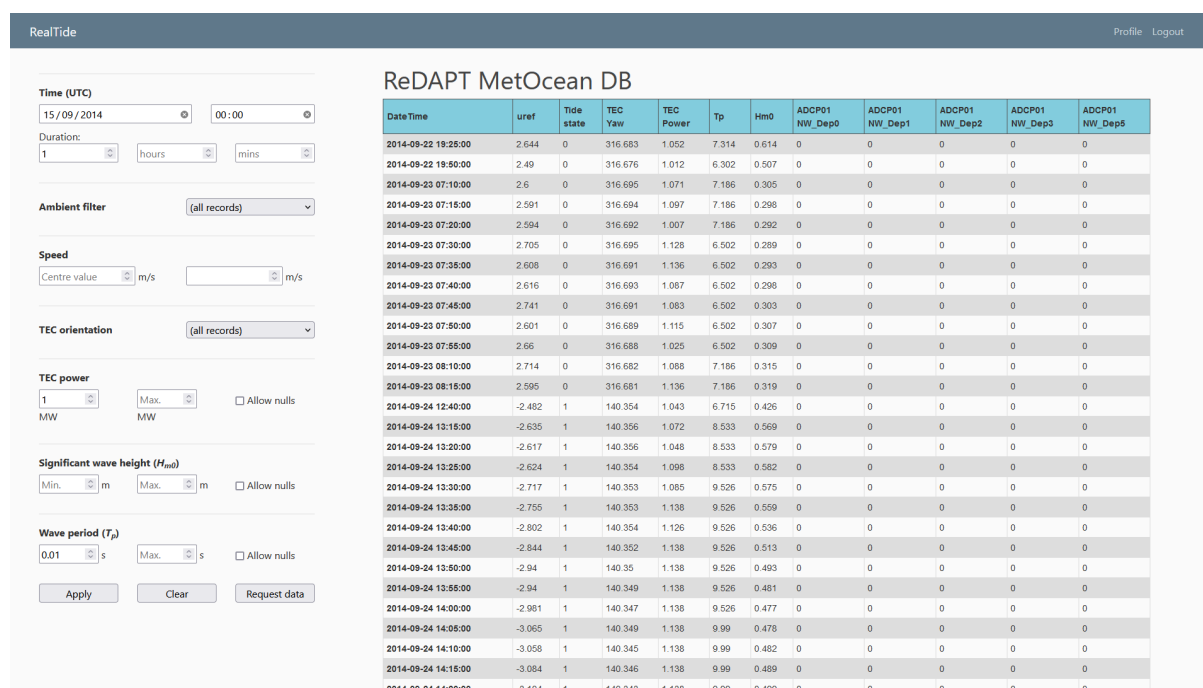 RealTide
Profile Logout
Time (UTC)
15/09/2014 00:00
Duration:
1 hours mins
Ambient filter (all records)
Speed
Centre value m/s m/s
TEC orientation (all records)
TEC power
1 Max. Allow nulls
MW MW
Significant wave height (Hm0)
Min. m Max. m Allow nulls
Wave period (Tp)
0.01 s Max. s Allow nulls
Apply Clear Request data
ReDAPT MetOcean DB
DateTime uref Tide state TEC Yaw TEC Power Tp Hm0 ADCP01 NW_Dep0 ADCP01 NW_Dep1 ADCP01 NW_Dep2 ADCP01 NW_Dep3 ADCP01 NW_Dep5
2014-09-22 19:25:00 2.644 0 316.683 1.052 7.314 0.614 0 0 0 0 0
2014-09-22 19:50:00 2.49 0 316.676 1.012 6.302 0.507 0 0 0 0 0
2014-09-23 07:10:00 2.6 0 316.695 1.071 7.186 0.305 0 0 0 0 0
2014-09-23 07:15:00 2.591 0 316.694 1.097 7.186 0.298 0 0 0 0 0
2014-09-23 07:20:00 2.594 0 316.692 1.007 7.186 0.292 0 0 0 0 0
2014-09-23 07:30:00 2.705 0 316.695 1.128 6.502 0.289 0 0 0 0 0
2014-09-23 07:35:00 2.608 0 316.691 1.136 6.502 0.293 0 0 0 0 0
2014-09-23 07:40:00 2.616 0 316.693 1.087 6.502 0.298 0 0 0 0 0
2014-09-23 07:45:00 2.741 0 316.691 1.083 6.502 0.303 0 0 0 0 0
2014-09-23 07:50:00 2.601 0 316.689 1.115 6.502 0.307 0 0 0 0 0
2014-09-23 07:55:00 2.66 0 316.688 1.025 6.502 0.309 0 0 0 0 0
2014-09-23 08:10:00 2.714 0 316.682 1.088 7.186 0.315 0 0 0 0 0
2014-09-23 08:15:00 2.595 0 316.681 1.136 7.186 0.319 0 0 0 0 0
2014-09-24 12:40:00 -2.482 1 140.354 1.043 6.715 0.426 0 0 0 0 0
2014-09-24 13:15:00 -2.635 1 140.356 1.072 8.533 0.569 0 0 0 0 0
2014-09-24 13:20:00 -2.617 1 140.356 1.048 8.533 0.579 0 0 0 0 0
2014-09-24 13:25:00 -2.624 1 140.354 1.098 8.533 0.582 0 0 0 0 0
2014-09-24 13:30:00 -2.717 1 140.353 1.085 9.526 0.575 0 0 0 0 0
2014-09-24 13:35:00 -2.755 1 140.353 1.138 9.526 0.559 0 0 0 0 0
2014-09-24 13:40:00 -2.802 1 140.354 1.126 9.526 0.536 0 0 0 0 0
2014-09-24 13:45:00 -2.844 1 140.352 1.138 9.526 0.513 0 0 0 0 0
2014-09-24 13:50:00 -2.94 1 140.35 1.138 9.526 0.493 0 0 0 0 0
2014-09-24 13:55:00 -2.94 1 140.349 1.138 9.526 0.481 0 0 0 0 0
2014-09-24 14:00:00 -2.981 1 140.347 1.138 9.526 0.477 0 0 0 0 0
2014-09-24 14:05:00 -3.065 1 140.349 1.138 9.99 0.478 0 0 0 0 0
2014-09-24 14:10:00 -3.058 1 140.345 1.138 9.99 0.482 0 0 0 0 0
2014-09-24 14:15:00 -3.084 1 140.346 1.138 9.99 0.489 0 0 0 0 0